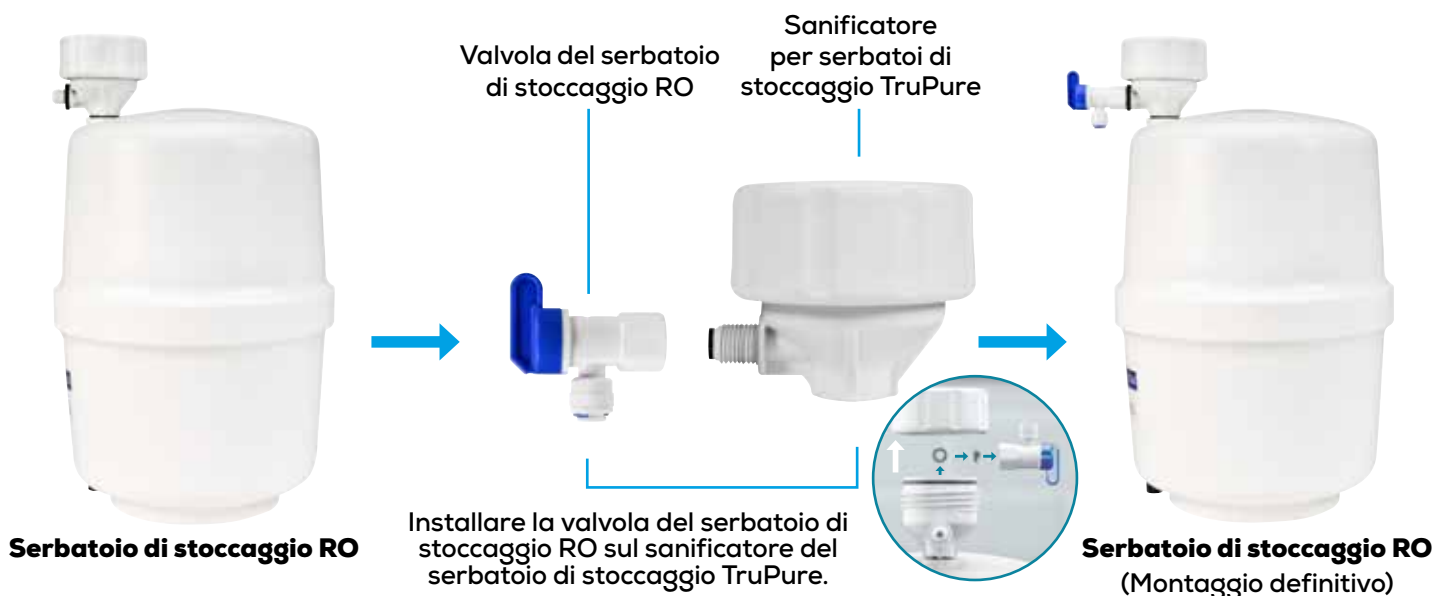 Valvola del serbatoio
di stoccaggio RO
Sanificatore
per serbatoi di
stoccaggio TruPure
Serbatoio di stoccaggio RO
Installare la valvola del serbatoio di
stoccaggio RO sul sanificatore del
serbatoio di stoccaggio TruPure.
Serbatoio di stoccaggio RO
(Montaggio definitivo)